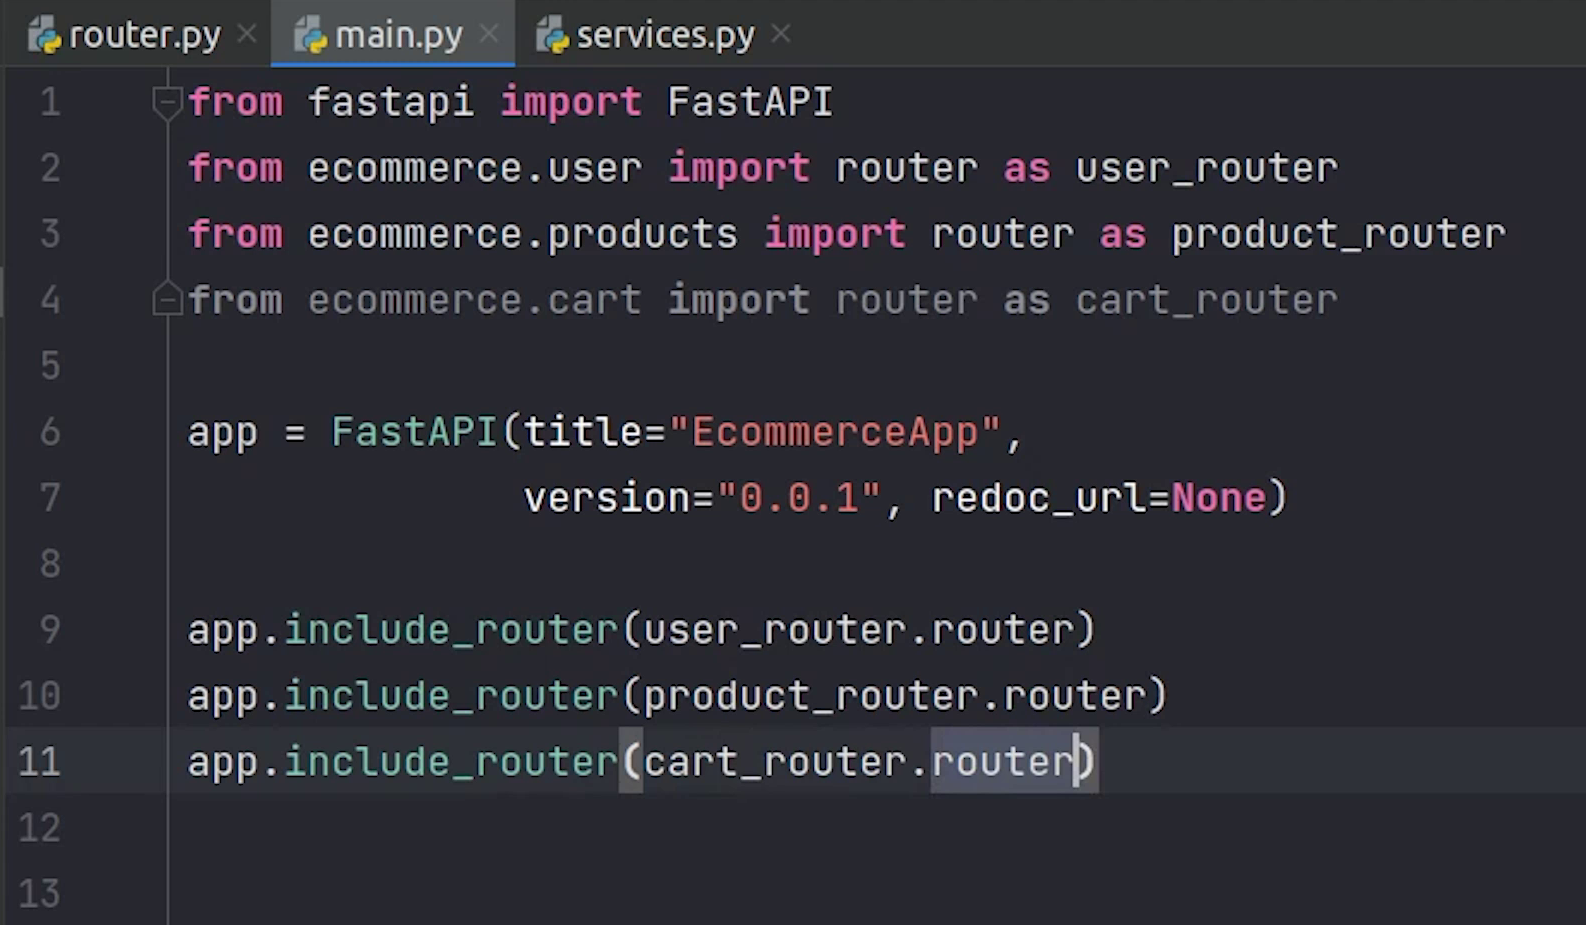 router.py main.py services.py
1 from fastapi import FastAPI
2 from ecommerce.user import router as user_router
3 from ecommerce.products import router as product_router
4 from ecommerce.cart import router as cart_router
5
6 app = FastAPI(title="EcommerceApp",
7 version="0.0.1", redoc_url=None)
8
9 app.include_router(user_router.router)
10 app.include_router(product_router.router)
11 app.include_router(cart_router.router)
12
13